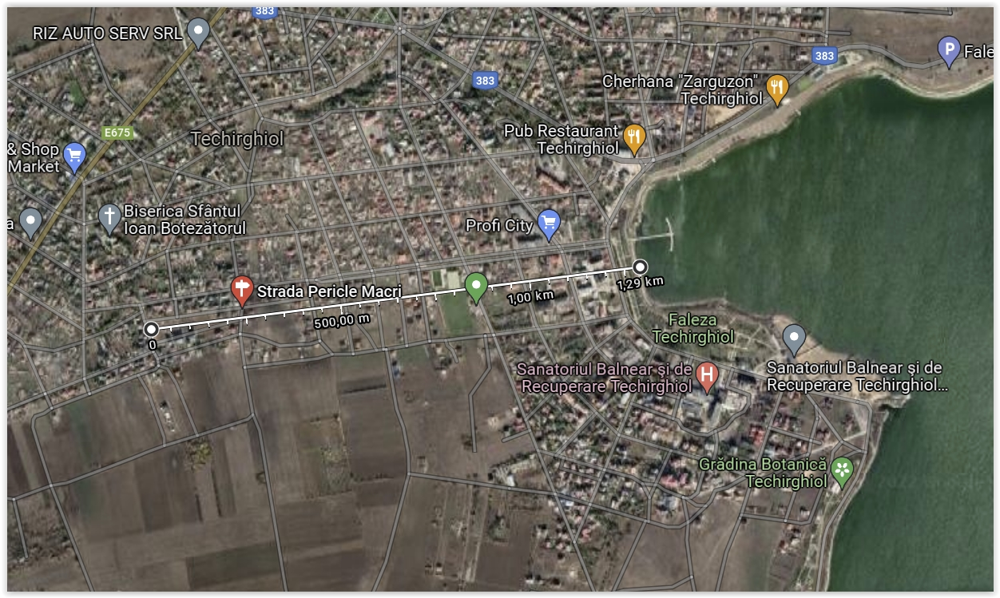 383
RIZ AUTO SERV SRL
383
Fale
383
Cherhana "Zarguzon"
Techirghiol
E675
Techirghiol
Pub Restaurant
Techirghiol
& Shop
Market
Biserica Sfântul
Ioan Botezătorul
a
Profi City
Strada Pericle Macri
1,29 km
1,00 km
500,00 m
0
Faleza
Techirghiol
Sanatoriul Balnear și de
Recuperare Techirghiol
Sanatoriul Balnear și de
Recuperare Techirghiol...
Grădina Botanică
Techirghiol